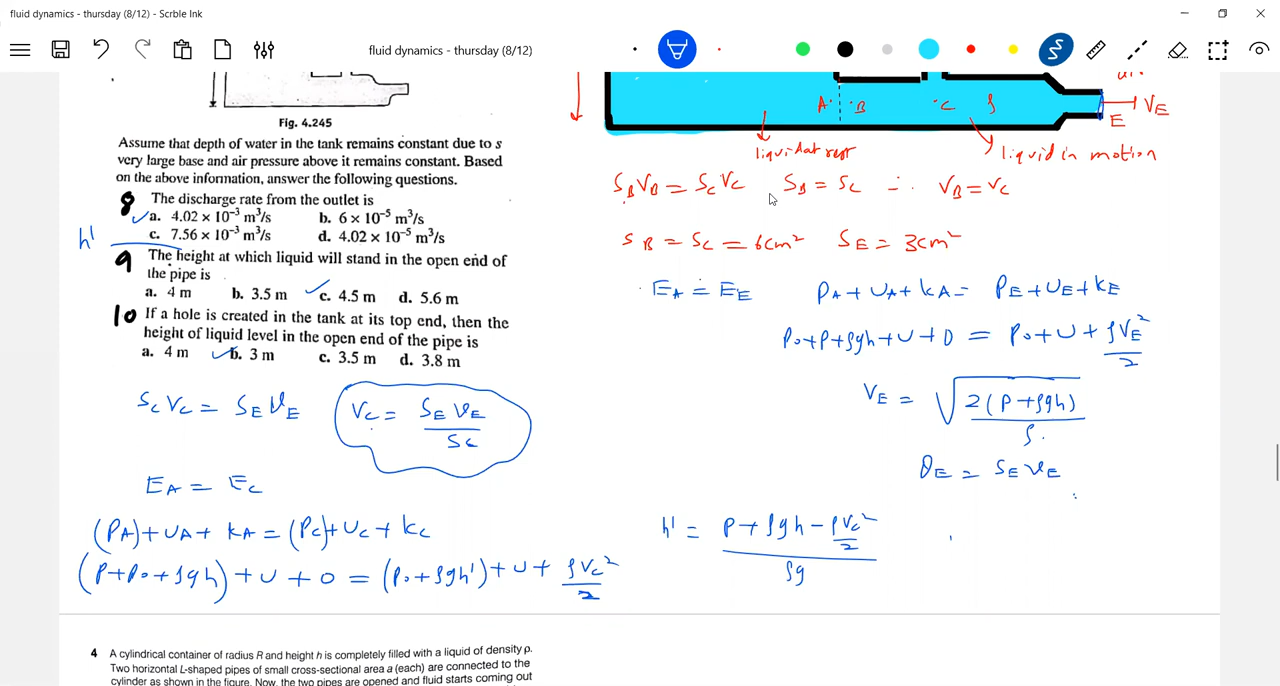 fluid dynamics - thursday (8/12) - Scrble Ink
fluid dynamics - thursday (8/12)
Fig. 4.245
Assume that depth of water in the tank remains constant due to s
very large base and air pressure above it remains constant. Based
on the above information, answer the following questions.
8 The discharge rate from the outlet is
a. 4.02 × 10⁻³ m³/s b. 6 × 10⁻⁵ m³/s
c. 7.56 × 10⁻³ m³/s d. 4.02 × 10⁻⁵ m³/s
h'
9 The height at which liquid will stand in the open end of
the pipe is
a. 4 m b. 3.5 m c. 4.5 m d. 5.6 m
10 If a hole is created in the tank at its top end, then the
height of liquid level in the open end of the pipe is
a. 4 m b. 3 m c. 3.5 m d. 3.8 m
S_C V_C = S_E V_E V_C = S_E V_E / S_C
E_A = E_C
(P_A) + U_A + K_A = (P_C) + U_C + K_C
(P + P₀ + ρgh) + U + 0 = (P₀ + ρgh') + U + ρV_C²/2
A B C ρ E V_E
liquid at rest liquid in motion
S_B V_B = S_C V_C S_B = S_C ∴ V_B = V_C
S_B = S_C = 6cm² S_E = 3cm²
E_A = E_E P_A + U_A + K_A = P_E + U_E + K_E
P₀ + P + ρgh + U + 0 = P₀ + U + ρV_E²/2
V_E = √(2(P + ρgh)/ρ)
Q_E = S_E V_E
h' = (P + ρgh - ρV_C²/2) / ρg
4 A cylindrical container of radius R and height h is completely filled with a liquid of density ρ.
Two horizontal L-shaped pipes of small cross-sectional area a (each) are connected to the
cylinder as shown in the figure. Now, the two pipes are opened and fluid starts coming out